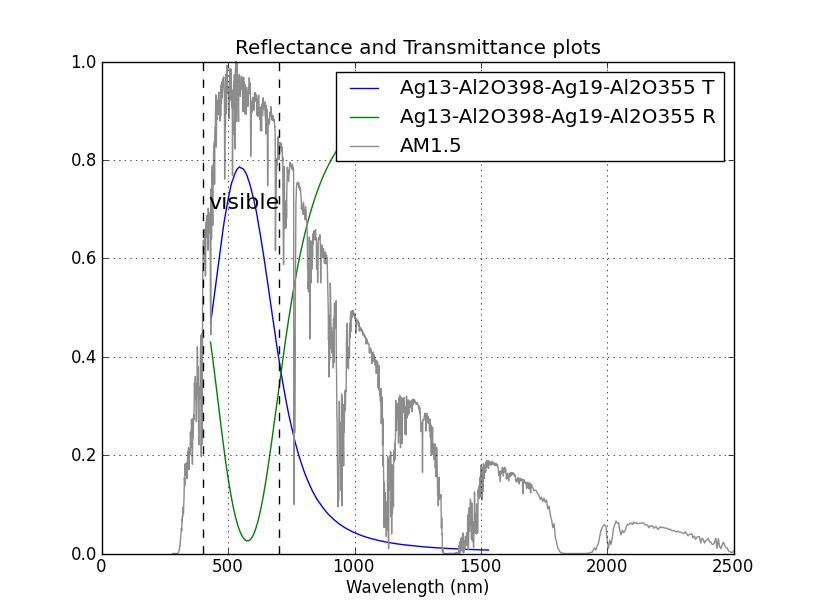 Reflectance and Transmittance plots
1.0
0.8
0.6
0.4
0.2
0.0
Ag13-Al2O398-Ag19-Al2O355 T
Ag13-Al2O398-Ag19-Al2O355 R
AM1.5
visible
0 500 1000 1500 2000 2500
Wavelength (nm)